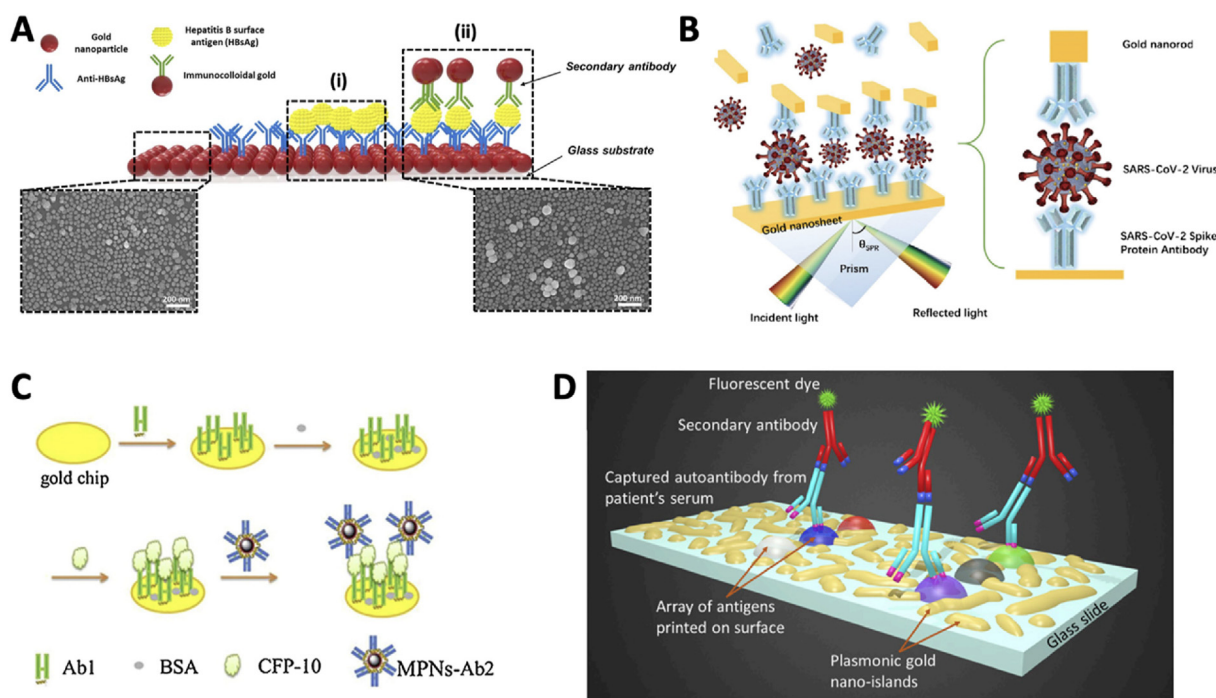 A
Gold
nanoparticle
Hepatitis B surface
antigen (HBsAg)
Anti-HBsAg
Immunocolloidal gold
(i)
(ii)
Secondary antibody
Glass substrate
200 nm
200 nm
B
Gold nanorod
SARS-CoV-2 Virus
SARS-CoV-2 Spike
Protein Antibody
Gold nanosheet
θSPR
Prism
Incident light
Reflected light
C
gold chip
Ab1
BSA
CFP-10
MPNs-Ab2
D
Fluorescent dye
Secondary antibody
Captured autoantibody from
patient's serum
Array of antigens
printed on surface
Plasmonic gold
nano-islands
Glass slide